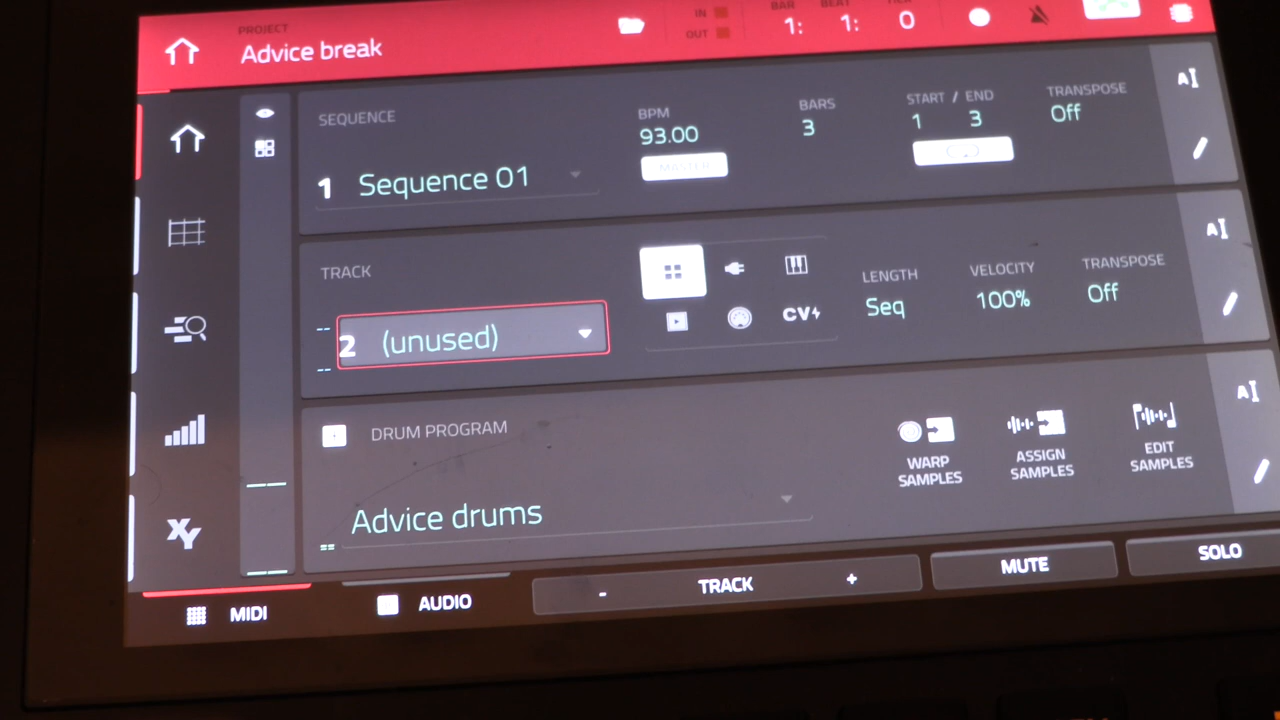 PROJECT
Advice break
IN
OUT
BAR
BEAT
1: 1: 0
SEQUENCE
1 Sequence 01
BPM
93.00
MASTER
BARS
3
START / END
1 3
TRANSPOSE
Off
TRACK
2 (unused)
CV
LENGTH
Seq
VELOCITY
100%
TRANSPOSE
Off
DRUM PROGRAM
Advice drums
WARP
SAMPLES
ASSIGN
SAMPLES
EDIT
SAMPLES
XY
MIDI
AUDIO
- TRACK +
MUTE
SOLO